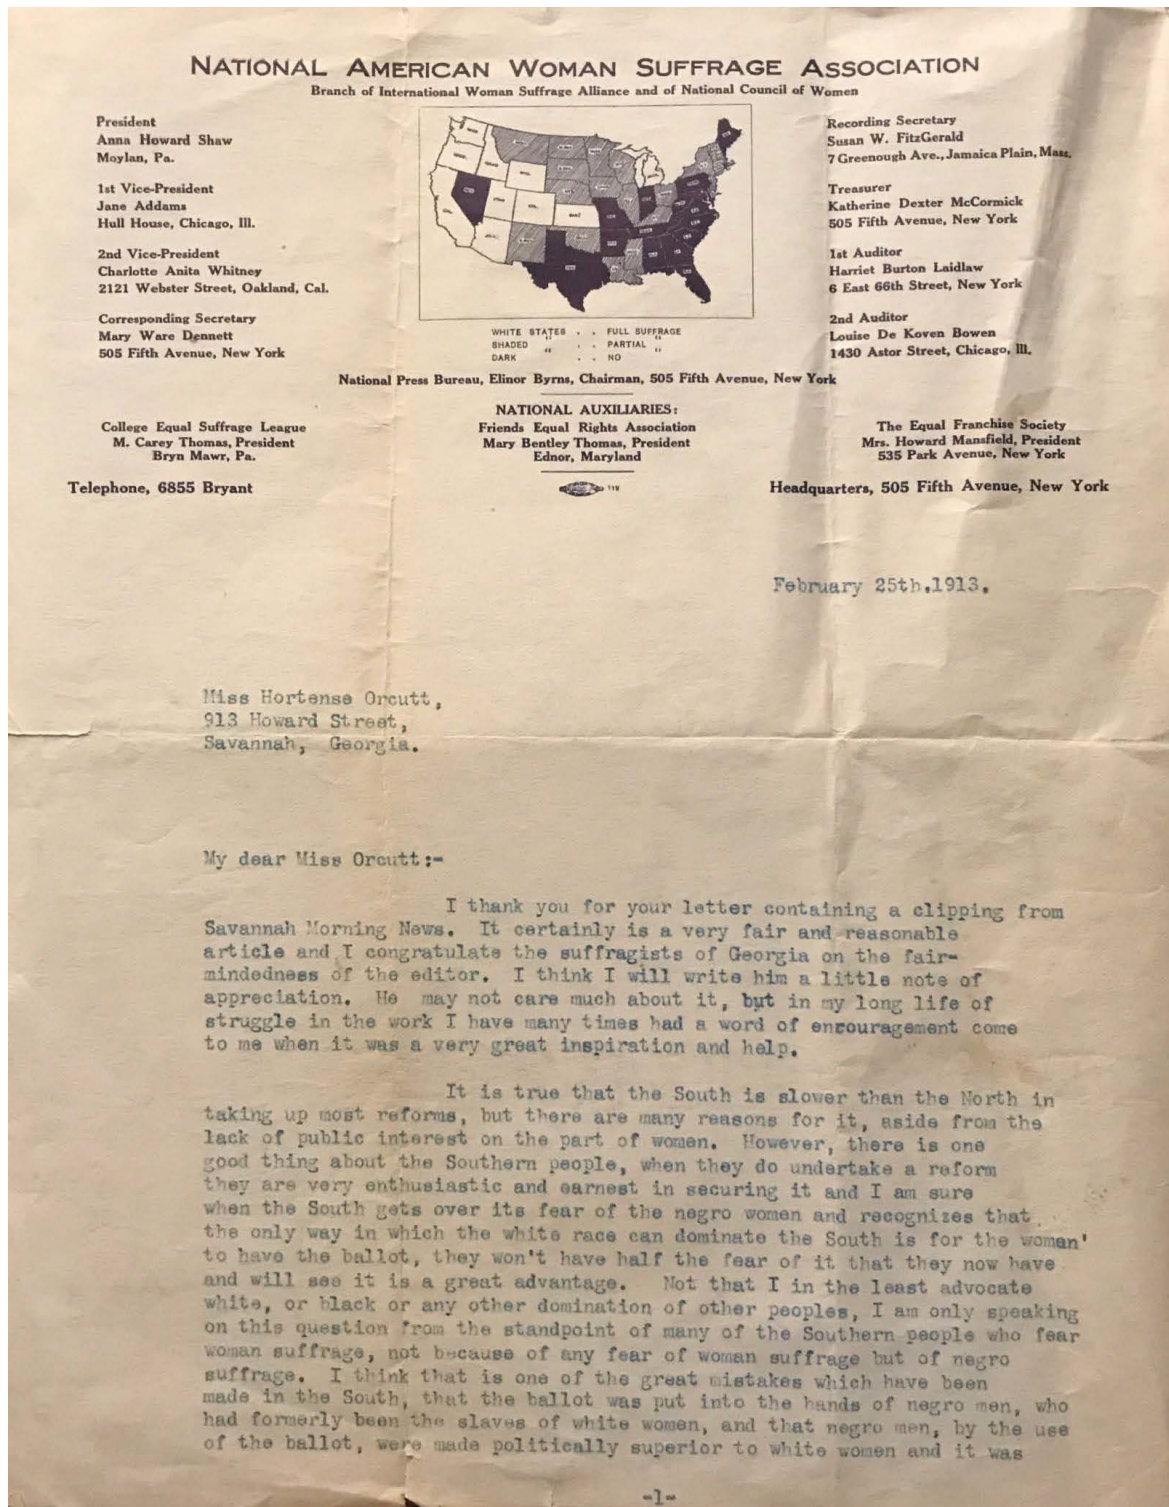 NATIONAL AMERICAN WOMAN SUFFRAGE ASSOCIATION
Branch of International Woman Suffrage Alliance and of National Council of Women
President
Anna Howard Shaw
Moylan, Pa.
1st Vice-President
Jane Addams
Hull House, Chicago, Ill.
2nd Vice-President
Charlotte Anita Whitney
2121 Webster Street, Oakland, Cal.
Corresponding Secretary
Mary Ware Dennett
505 Fifth Avenue, New York
WHITE STATES . . FULL SUFFRAGE
SHADED " . . PARTIAL "
DARK " . . NO "
Recording Secretary
Susan W. FitzGerald
7 Greenough Ave., Jamaica Plain, Mass.
Treasurer
Katherine Dexter McCormick
505 Fifth Avenue, New York
1st Auditor
Harriet Burton Laidlaw
6 East 66th Street, New York
2nd Auditor
Louise De Koven Bowen
1430 Astor Street, Chicago, Ill.
National Press Bureau, Elinor Byrns, Chairman, 505 Fifth Avenue, New York
College Equal Suffrage League
M. Carey Thomas, President
Bryn Mawr, Pa.
NATIONAL AUXILIARIES:
Friends Equal Rights Association
Mary Bentley Thomas, President
Ednor, Maryland
The Equal Franchise Society
Mrs. Howard Mansfield, President
535 Park Avenue, New York
Telephone, 6855 Bryant
Headquarters, 505 Fifth Avenue, New York
February 25th.1913.
Miss Hortense Orcutt,
913 Howard Street,
Savannah, Georgia.
My dear Miss Orcutt:-
I thank you for your letter containing a clipping from
Savannah Morning News. It certainly is a very fair and reasonable
article and I congratulate the suffragists of Georgia on the fair-
mindedness of the editor. I think I will write him a little note of
appreciation. He may not care much about it, but in my long life of
struggle in the work I have many times had a word of encouragement come
to me when it was a very great inspiration and help.
It is true that the South is slower than the North in
taking up most reforms, but there are many reasons for it, aside from the
lack of public interest on the part of women. However, there is one
good thing about the Southern people, when they do undertake a reform
they are very enthusiastic and earnest in securing it and I am sure
when the South gets over its fear of the negro women and recognizes that
the only way in which the white race can dominate the South is for the woman'
to have the ballot, they won't have half the fear of it that they now have
and will see it is a great advantage. Not that I in the least advocate
white, or black or any other domination of other peoples, I am only speaking
on this question from the standpoint of many of the Southern people who fear
woman suffrage, not because of any fear of woman suffrage but of negro
suffrage. I think that is one of the great mistakes which have been
made in the South, that the ballot was put into the hands of negro men, who
had formerly been the slaves of white women, and that negro men, by the use
of the ballot, were made politically superior to white women and it was
-1-